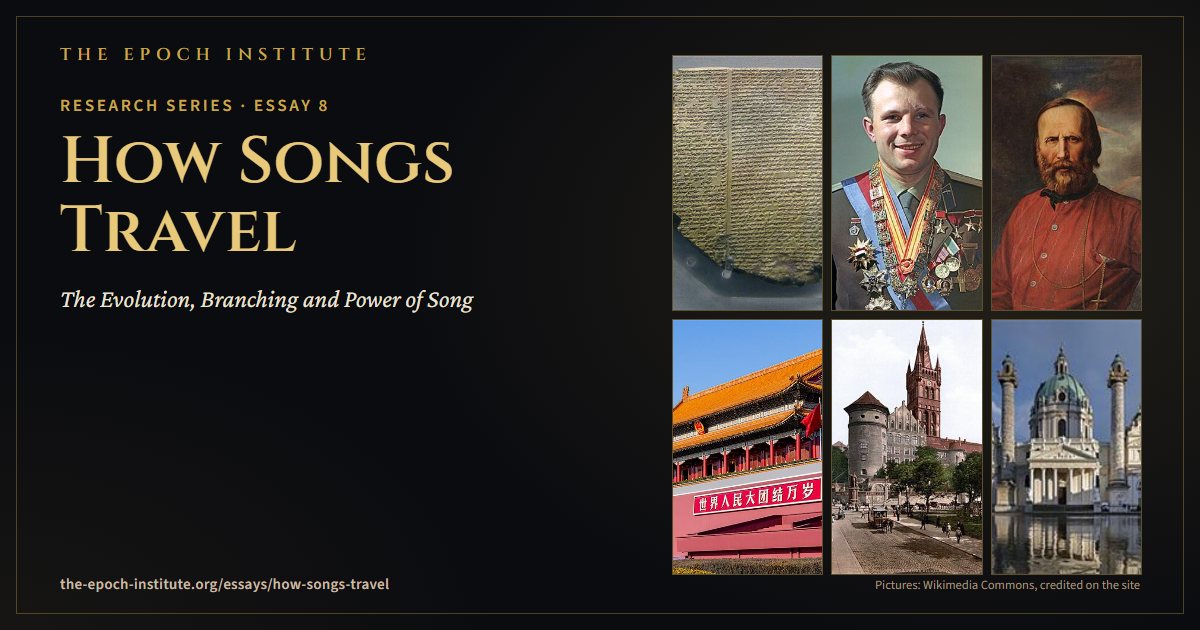 THE EPOCH INSTITUTE
RESEARCH SERIES · ESSAY 8
HOW SONGS
TRAVEL
The Evolution, Branching and Power of Song
世界人民大团结万岁
the-epoch-institute.org/essays/how-songs-travel
Pictures: Wikimedia Commons, credited on the site